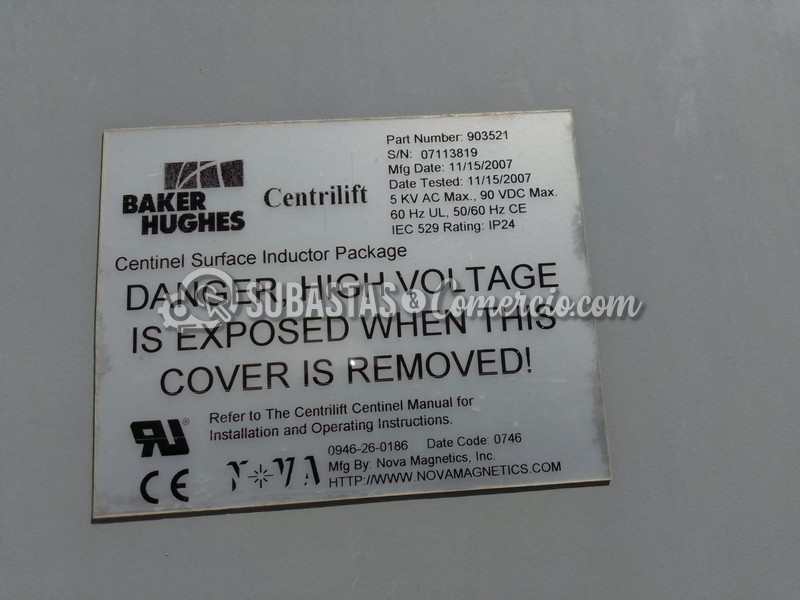 Part Number: 903521
S/N: 07113819
Mfg Date: 11/15/2007
Date Tested: 11/15/2007
5 KV AC Max., 90 VDC Max.
60 Hz UL, 50/60 Hz CE
IEC 529 Rating: IP24
BAKER
HUGHES
Centrilift
Centinel Surface Inductor Package
DANGER, HIGH VOLTAGE
SUBASTAS & Comercio.com
IS EXPOSED WHEN THIS
COVER IS REMOVED!
Refer to The Centrilift Centinel Manual for
Installation and Operating Instructions.
RU®
CE
NOVA
0946-26-0186 Date Code: 0746
Mfg By: Nova Magnetics, Inc.
HTTP://WWW.NOVAMAGNETICS.COM